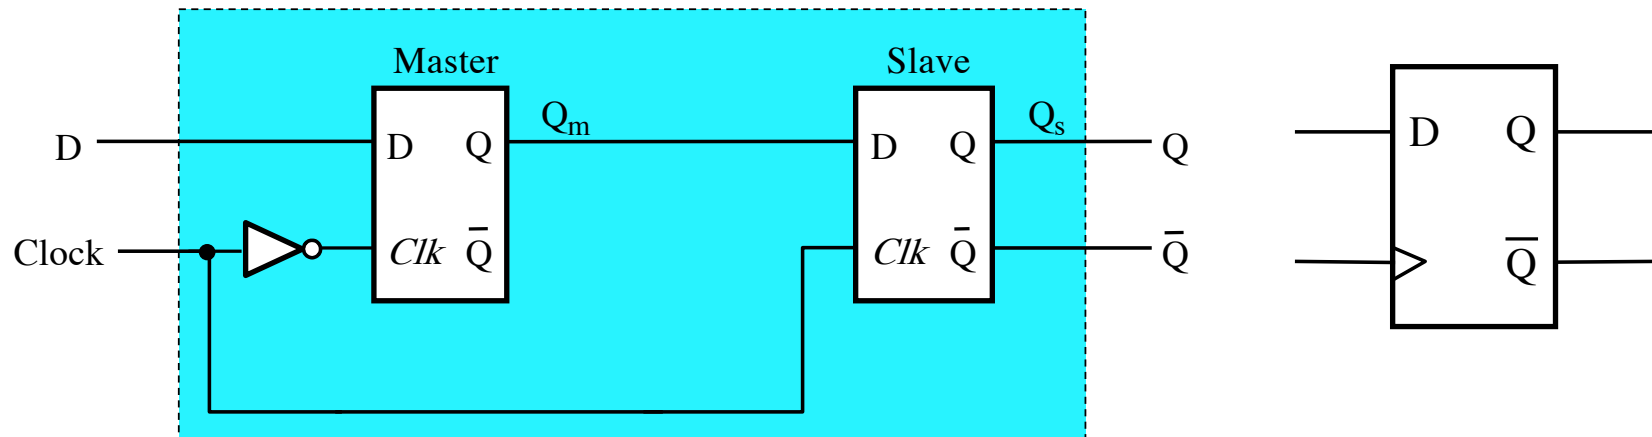 Master Slave
Qm Qs
D D Q D Q Q D Q
Clock Clk Q̅ Clk Q̅ Q̅ Q̅